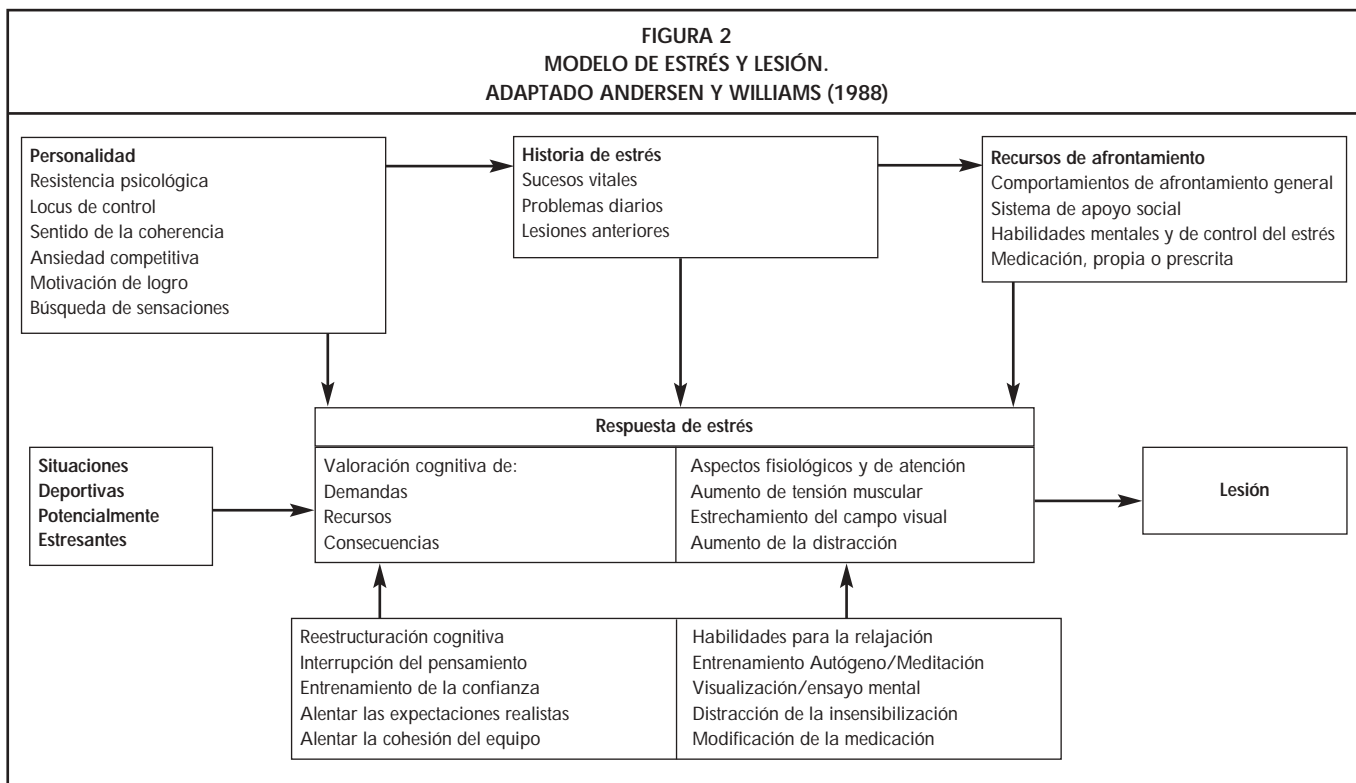 FIGURA 2
MODELO DE ESTRÉS Y LESIÓN.
ADAPTADO ANDERSEN Y WILLIAMS (1988)
Personalidad
Resistencia psicológica
Locus de control
Sentido de la coherencia
Ansiedad competitiva
Motivación de logro
Búsqueda de sensaciones
Historia de estrés
Sucesos vitales
Problemas diarios
Lesiones anteriores
Recursos de afrontamiento
Comportamientos de afrontamiento general
Sistema de apoyo social
Habilidades mentales y de control del estrés
Medicación, propia o prescrita
Situaciones
Deportivas
Potencialmente
Estresantes
Respuesta de estrés
Valoración cognitiva de:
Demandas
Recursos
Consecuencias
Aspectos fisiológicos y de atención
Aumento de tensión muscular
Estrechamiento del campo visual
Aumento de la distracción
Lesión
Reestructuración cognitiva
Interrupción del pensamiento
Entrenamiento de la confianza
Alentar las expectaciones realistas
Alentar la cohesión del equipo
Habilidades para la relajación
Entrenamiento Autógeno/Meditación
Visualización/ensayo mental
Distracción de la insensibilización
Modificación de la medicación